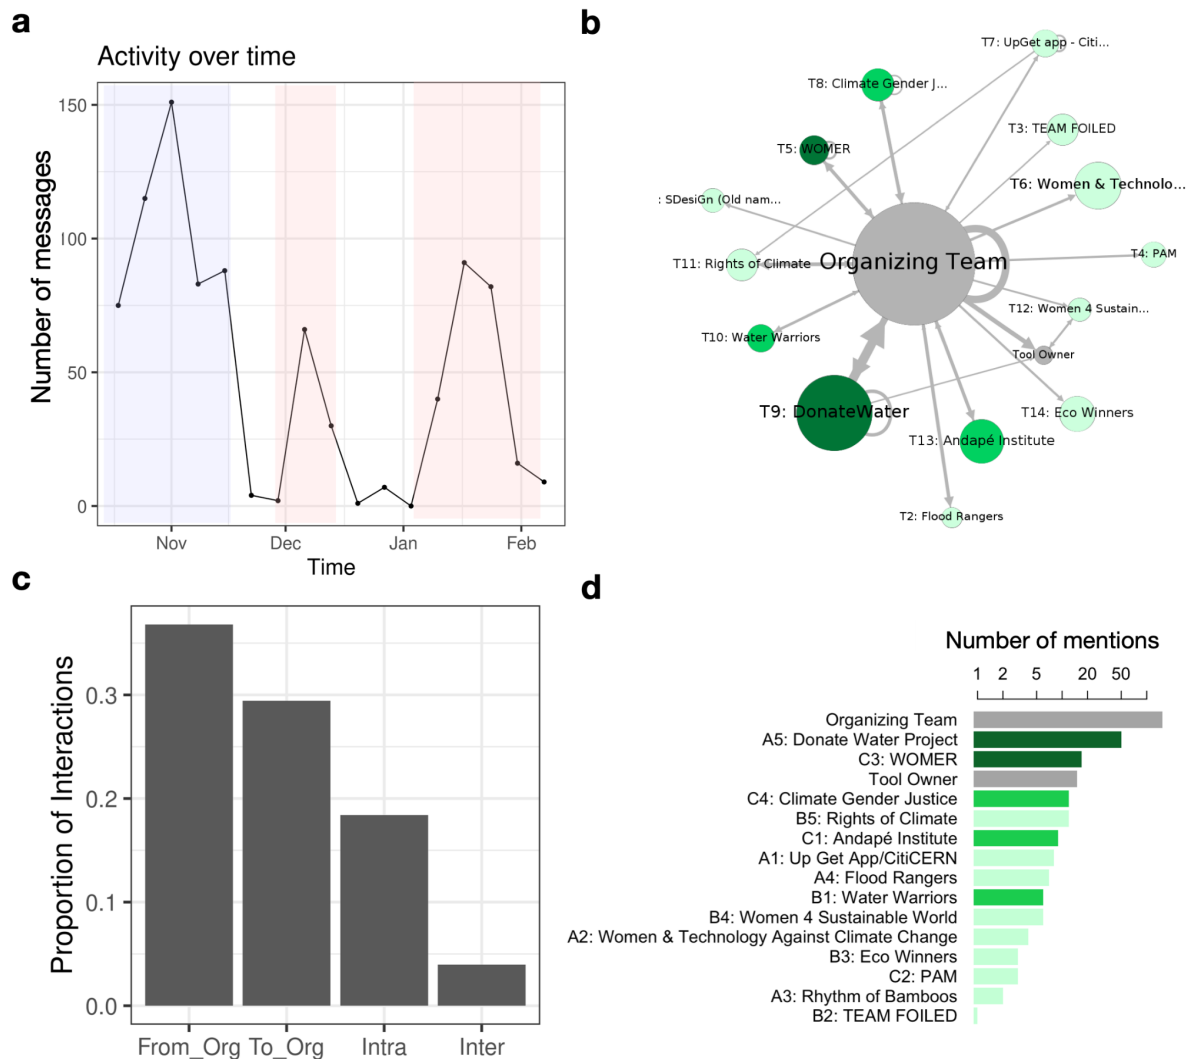 a
Activity over time
Number of messages
150
100
50
0
Nov
Dec
Jan
Feb
Time
b
T7: UpGet app - Citi...
T8: Climate Gender J...
T3: TEAM FOILED
T5: WOMER
T6: Women & Technolo...
: SDesiGn (Old nam...
T4: PAM
T11: Rights of Climate
Organizing Team
T12: Women 4 Sustain...
T10: Water Warriors
Tool Owner
T9: DonateWater
T14: Eco Winners
T13: Andapé Institute
T2: Flood Rangers
c
Proportion of Interactions
0.3
0.2
0.1
0.0
From_Org
To_Org
Intra
Inter
d
Number of mentions
1 2 5 20 50
Organizing Team
A5: Donate Water Project
C3: WOMER
Tool Owner
C4: Climate Gender Justice
B5: Rights of Climate
C1: Andapé Institute
A1: Up Get App/CitiCERN
A4: Flood Rangers
B1: Water Warriors
B4: Women 4 Sustainable World
A2: Women & Technology Against Climate Change
B3: Eco Winners
C2: PAM
A3: Rhythm of Bamboos
B2: TEAM FOILED